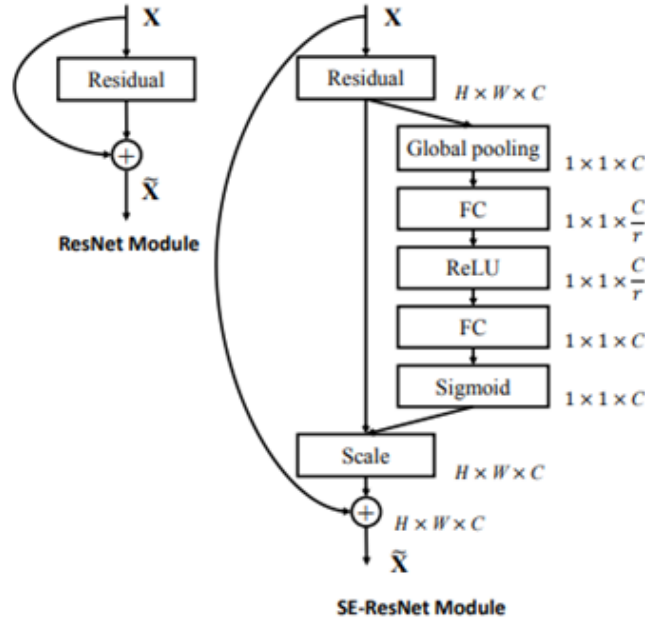 X
Residual
+
X̃
ResNet Module
X
Residual
H × W × C
Global pooling
1 × 1 × C
FC
1 × 1 × C/r
ReLU
1 × 1 × C/r
FC
1 × 1 × C
Sigmoid
1 × 1 × C
Scale
H × W × C
+
H × W × C
X̃
SE-ResNet Module